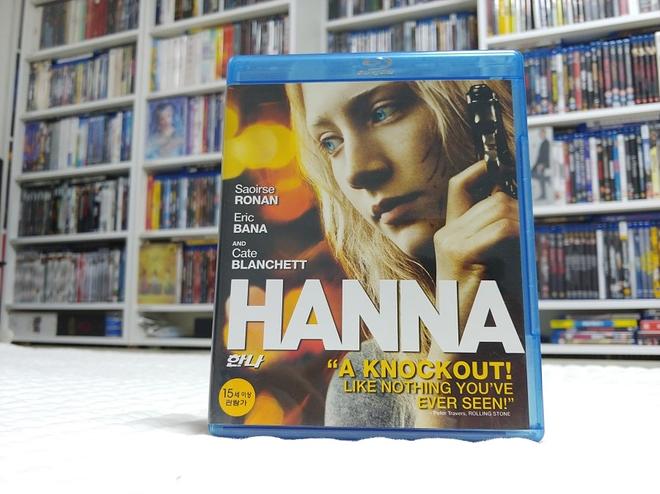 Saoirse
RONAN
Eric
BANA
AND
Cate
BLANCHETT
HANNA
한나
15세이상
관람가
“A KNOCKOUT!
LIKE NOTHING YOU'VE
EVER SEEN!”
- Peter Travers, ROLLING STONE